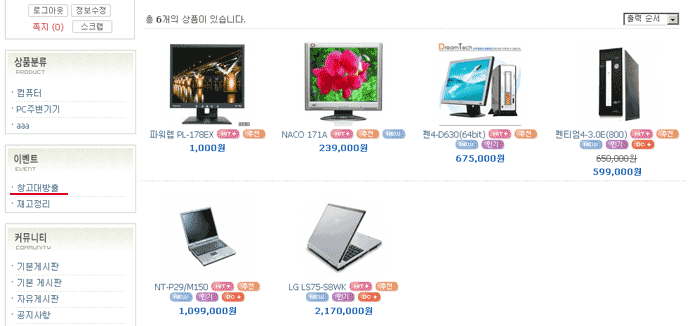 로그아웃 정보수정
쪽지 (0) 스크랩
상품분류
PRODUCT
· 컴퓨터
· PC주변기기
· aaa
이벤트
EVENT
· 창고대방출
· 재고정리
커뮤니티
COMMUNITY
· 기본게시판
· 기본 게시판
· 자유게시판
· 공지사항
총 6개의 상품이 있습니다.
출력 순서
DreamTech
파워랩 PL-178EX HIT 추천
1,000원
NACO 171A HIT 추천 New
239,000원
펜4-D630(64bit) HIT 추천
New 인기
675,000원
펜티엄4-3.0E(800) HIT 추천
New 인기 DC
650,000원
599,000원
NT-P29/M150 HIT 추천
New 인기 DC
1,099,000원
LG LS75-S8WK HIT 추천
New 인기 DC
2,170,000원